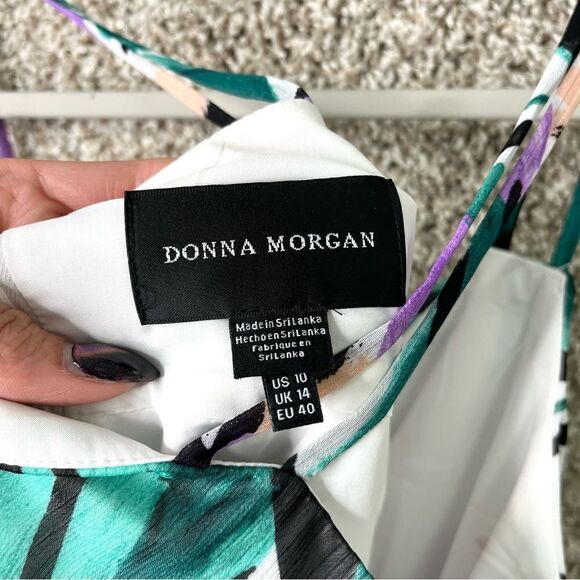 DONNA MORGAN
Made in Sri Lanka
Hecho en Sri Lanka
Fabrique en
Sri Lanka
US 10
UK 14
EU 40